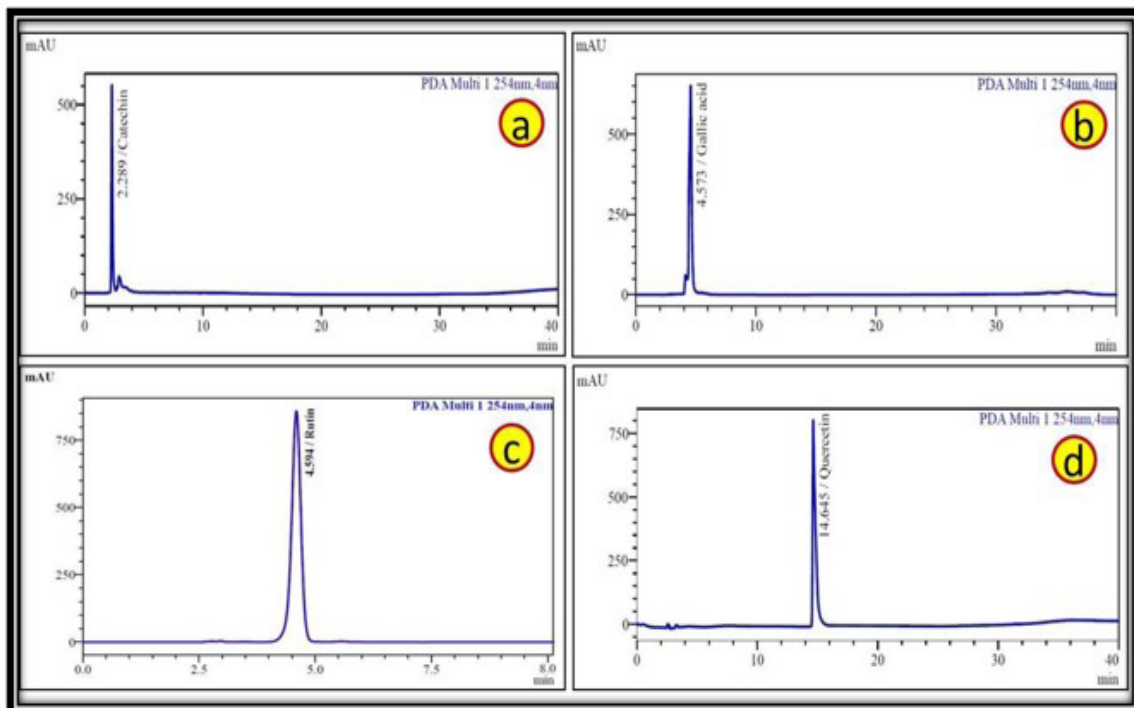 mAU
PDA Multi 1 254nm,4nm
a
2.289 / Catechin
500
250
0
0 10 20 30 40
min
mAU
PDA Multi 1 254nm,4nm
b
4.573 / Gallic acid
500
250
0
0 10 20 30
min
mAU
PDA Multi 1 254nm,4nm
c
4.594 / Rutin
750
500
250
0
0.0 2.5 5.0 7.5 8.0
min
mAU
PDA Multi 1 254nm,4nm
d
14.645 / Quercetin
750
500
250
0
0 10 20 30 40
min